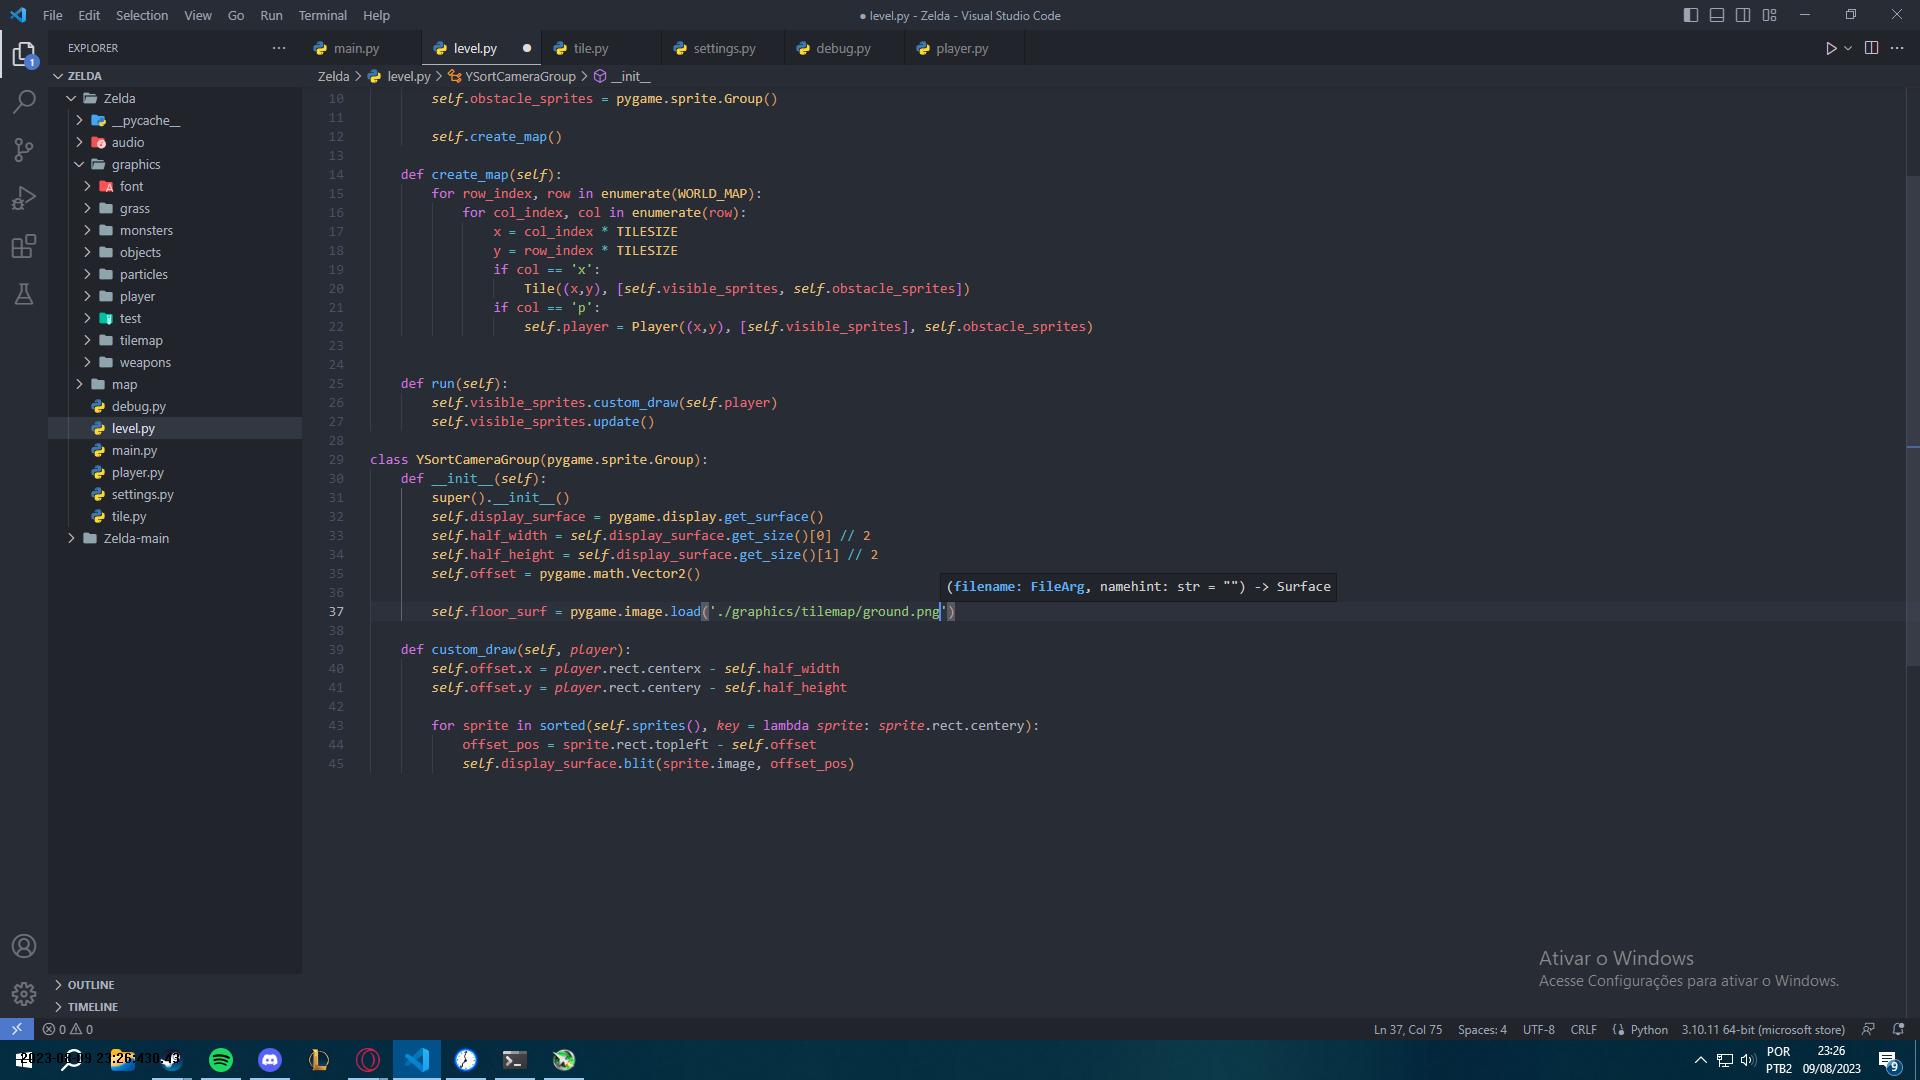 File Edit Selection View Go Run Terminal Help
● level.py - Zelda - Visual Studio Code
EXPLORER
main.py level.py tile.py settings.py debug.py player.py
ZELDA
Zelda > level.py > YSortCameraGroup > __init__
Zelda
__pycache__
audio
graphics
font
grass
monsters
objects
particles
player
test
tilemap
weapons
map
debug.py
level.py
main.py
player.py
settings.py
tile.py
Zelda-main
OUTLINE
TIMELINE
10 self.obstacle_sprites = pygame.sprite.Group()
11
12 self.create_map()
13
14 def create_map(self):
15 for row_index, row in enumerate(WORLD_MAP):
16 for col_index, col in enumerate(row):
17 x = col_index * TILESIZE
18 y = row_index * TILESIZE
19 if col == 'x':
20 Tile((x,y), [self.visible_sprites, self.obstacle_sprites])
21 if col == 'p':
22 self.player = Player((x,y), [self.visible_sprites], self.obstacle_sprites)
23
24
25 def run(self):
26 self.visible_sprites.custom_draw(self.player)
27 self.visible_sprites.update()
28
29 class YSortCameraGroup(pygame.sprite.Group):
30 def __init__(self):
31 super().__init__()
32 self.display_surface = pygame.display.get_surface()
33 self.half_width = self.display_surface.get_size()[0] // 2
34 self.half_height = self.display_surface.get_size()[1] // 2
35 self.offset = pygame.math.Vector2()
36
(filename: FileArg, namehint: str = "") -> Surface
37 self.floor_surf = pygame.image.load('./graphics/tilemap/ground.png')
38
39 def custom_draw(self, player):
40 self.offset.x = player.rect.centerx - self.half_width
41 self.offset.y = player.rect.centery - self.half_height
42
43 for sprite in sorted(self.sprites(), key = lambda sprite: sprite.rect.centery):
44 offset_pos = sprite.rect.topleft - self.offset
45 self.display_surface.blit(sprite.image, offset_pos)
Ativar o Windows
Acesse Configurações para ativar o Windows.
0 0 Ln 37, Col 75 Spaces: 4 UTF-8 CRLF Python 3.10.11 64-bit (microsoft store)
POR 23:26
PTB2 09/08/2023 9